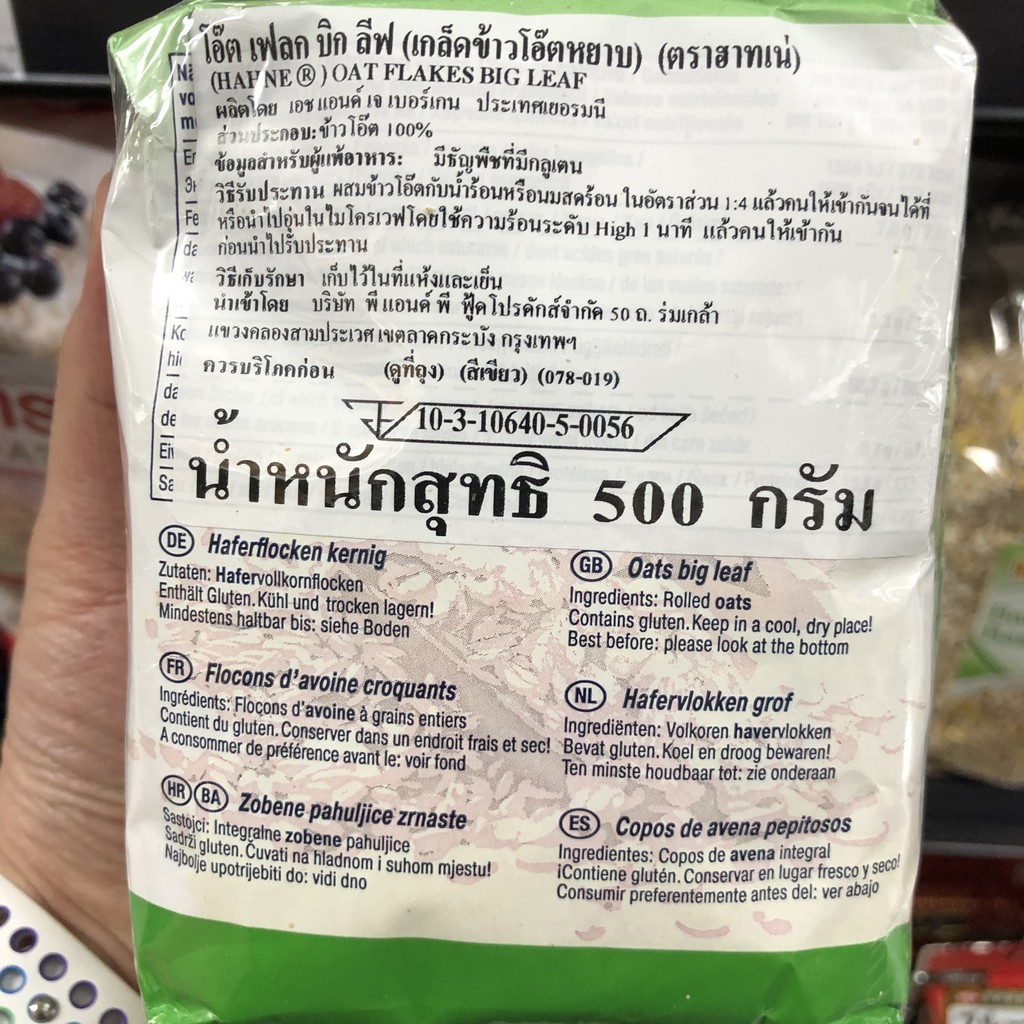 โอ๊ต เฟลก บิก ลีฟ (เกล็ดข้าวโอ๊ตหยาบ) (ตราฮาทเน่)
(HAHNE ® ) OAT FLAKES BIG LEAF
ผลิตโดย เอช แอนด์ เจ เบอร์เกน ประเทศเยอรมนี
ส่วนประกอบ: ข้าวโอ๊ต 100%
ข้อมูลสำหรับผู้แพ้อาหาร: มีธัญพืชที่มีกลูเตน
วิธีรับประทาน ผสมข้าวโอ๊ตกับน้ำร้อนหรือนมสดร้อน ในอัตราส่วน 1:4 แล้วคนให้เข้ากันจนได้ที่
หรือนำไปอุ่นในไมโครเวฟโดยใช้ความร้อนระดับ High 1 นาที แล้วคนให้เข้ากัน
ก่อนนำไปรับประทาน
วิธีเก็บรักษา เก็บไว้ในที่แห้งและเย็น
นำเข้าโดย บริษัท พี แอนด์ พี ฟู้ด โปรดักส์จำกัด 50 ถ. ร่มเกล้า
แขวงคลองสามประเวศ เขตลาดกระบัง กรุงเทพฯ
ควรบริโภคก่อน (ดูที่ถุง) (สีเขียว) (078-019)
10-3-10640-5-0056
น้ำหนักสุทธิ 500 กรัม
DE Haferflocken kernig
Zutaten: Hafervollkornflocken
Enthält Gluten. Kühl und trocken lagern!
Mindestens haltbar bis: siehe Boden
GB Oats big leaf
Ingredients: Rolled oats
Contains gluten. Keep in a cool, dry place!
Best before: please look at the bottom
FR Flocons d'avoine croquants
Ingrédients: Floçons d'avoine à grains entiers
Contient du gluten. Conserver dans un endroit frais et sec!
A consommer de préférence avant le: voir fond
NL Hafervlokken grof
Ingrediënten: Volkoren havervlokken
Bevat gluten. Koel en droog bewaren!
Ten minste houdbaar tot: zie onderaan
HR BA Zobene pahuljice zrnaste
Sastojci: Integralne zobene pahuljice
Sadrži gluten. Čuvati na hladnom i suhom mjestu!
Najbolje upotrijebiti do: vidi dno
ES Copos de avena pepitosos
Ingredientes: Copos de avena integral
¡Contiene glutén. Conservar en lugar fresco y seco!
Consumir preferentemente antes del: ver abajo